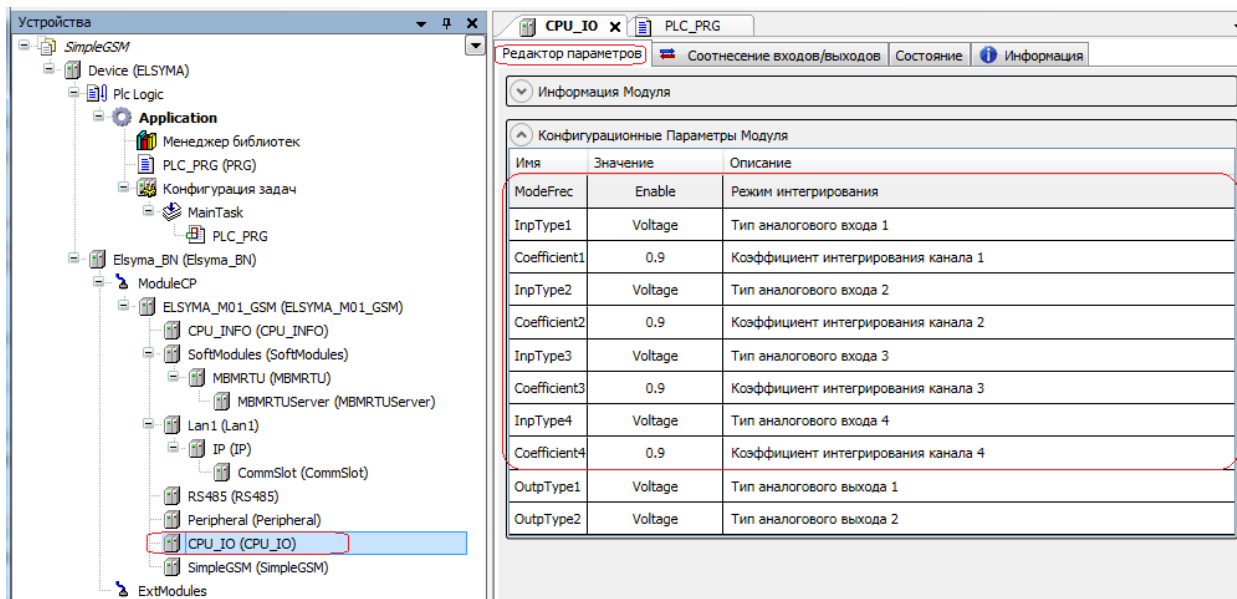 Устройства
SimpleGSM
Device (ELSYMA)
Plc Logic
Application
Менеджер библиотек
PLC_PRG (PRG)
Конфигурация задач
MainTask
PLC_PRG
Elsyma_BN (Elsyma_BN)
ModuleCP
ELSYMA_M01_GSM (ELSYMA_M01_GSM)
CPU_INFO (CPU_INFO)
SoftModules (SoftModules)
MBMRTU (MBMRTU)
MBMRTUServer (MBMRTUServer)
Lan1 (Lan1)
IP (IP)
CommSlot (CommSlot)
RS485 (RS485)
Peripheral (Peripheral)
CPU_IO (CPU_IO)
SimpleGSM (SimpleGSM)
ExtModules
CPU_IO PLC_PRG
Редактор параметров Соотнесение входов/выходов Состояние Информация
Информация Модуля
Конфигурационные Параметры Модуля
Имя Значение Описание
ModeFrec Enable Режим интегрирования
InpType1 Voltage Тип аналогового входа 1
Coefficient1 0.9 Коэффициент интегрирования канала 1
InpType2 Voltage Тип аналогового входа 2
Coefficient2 0.9 Коэффициент интегрирования канала 2
InpType3 Voltage Тип аналогового входа 3
Coefficient3 0.9 Коэффициент интегрирования канала 3
InpType4 Voltage Тип аналогового входа 4
Coefficient4 0.9 Коэффициент интегрирования канала 4
OutpType1 Voltage Тип аналогового выхода 1
OutpType2 Voltage Тип аналогового выхода 2